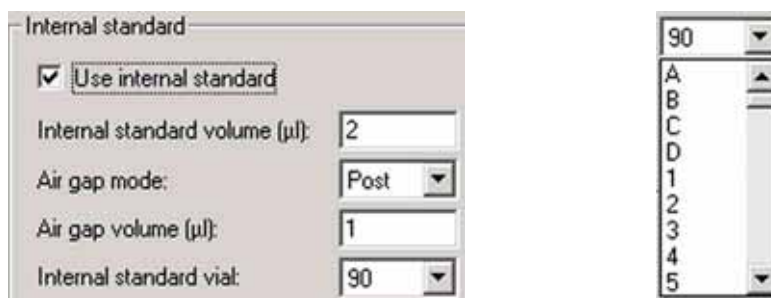 Internal standard
Use internal standard
Internal standard volume (µl): 2
Air gap mode: Post
Air gap volume (µl): 1
Internal standard vial: 90
90
A
B
C
D
1
2
3
4
5